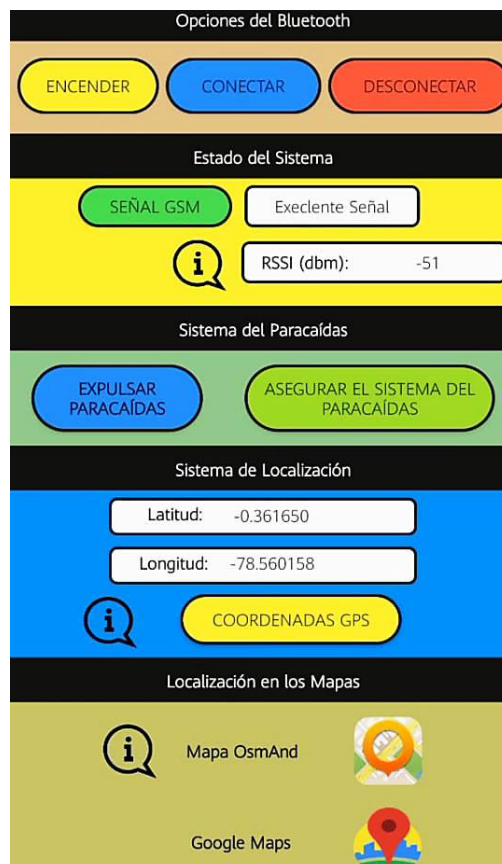 Opciones del Bluetooth
ENCENDER CONECTAR DESCONECTAR
Estado del Sistema
SEÑAL GSM Execlente Señal
i RSSI (dbm): -51
Sistema del Paracaídas
EXPULSAR PARACAÍDAS
ASEGURAR EL SISTEMA DEL PARACAÍDAS
Sistema de Localización
Latitud: -0.361650
Longitud: -78.560158
i COORDENADAS GPS
Localización en los Mapas
i Mapa OsmAnd
Google Maps